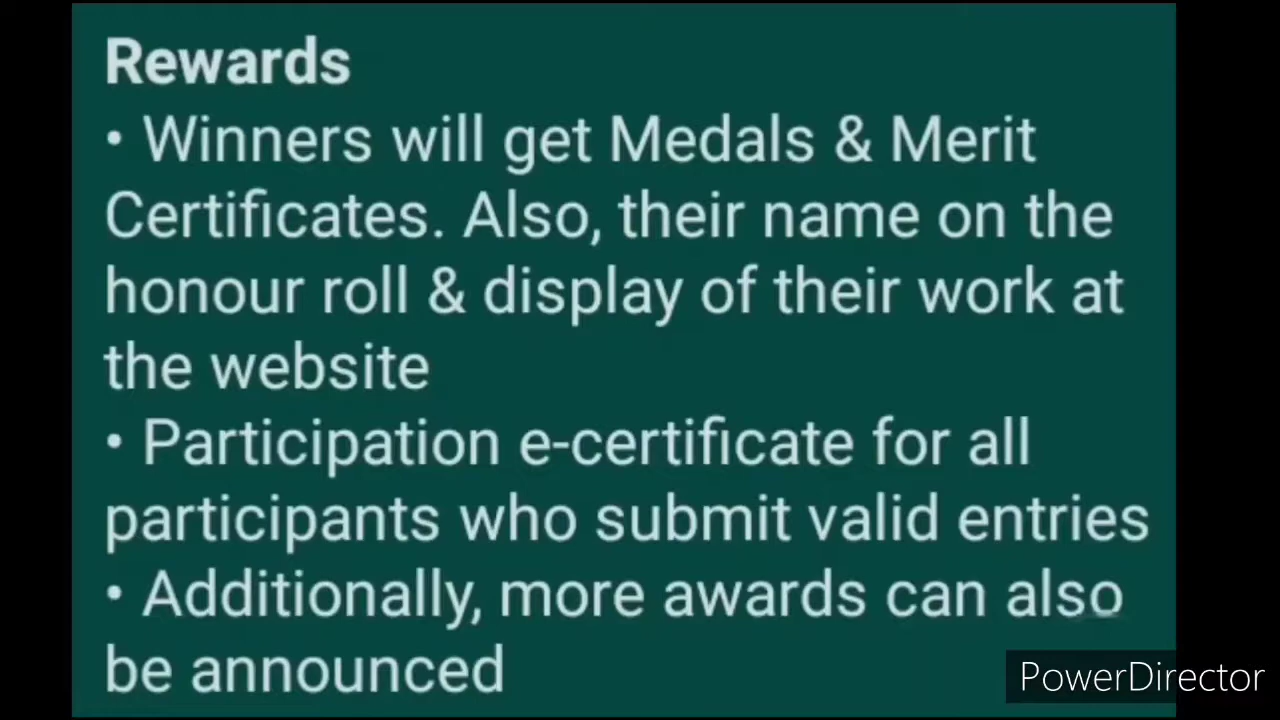 Rewards
• Winners will get Medals & Merit
Certificates. Also, their name on the
honour roll & display of their work at
the website
• Participation e-certificate for all
participants who submit valid entries
• Additionally, more awards can also
be announced
PowerDirector